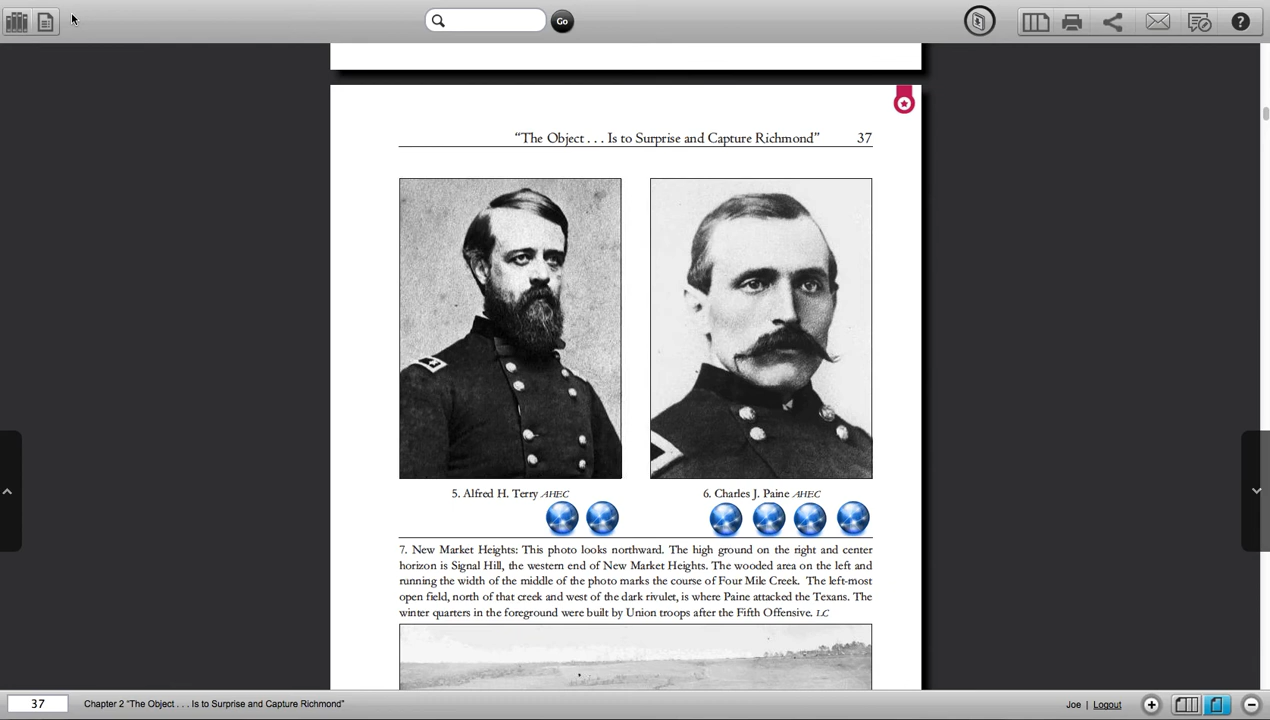 Go
?
“The Object . . . Is to Surprise and Capture Richmond” 37
5. Alfred H. Terry AHEC
6. Charles J. Paine AHEC
7. New Market Heights: This photo looks northward. The high ground on the right and center
horizon is Signal Hill, the western end of New Market Heights. The wooded area on the left and
running the width of the middle of the photo marks the course of Four Mile Creek. The left-most
open field, north of that creek and west of the dark rivulet, is where Paine attacked the Texans. The
winter quarters in the foreground were built by Union troops after the Fifth Offensive. LC
37
Chapter 2 “The Object . . . Is to Surprise and Capture Richmond”
Joe | Logout